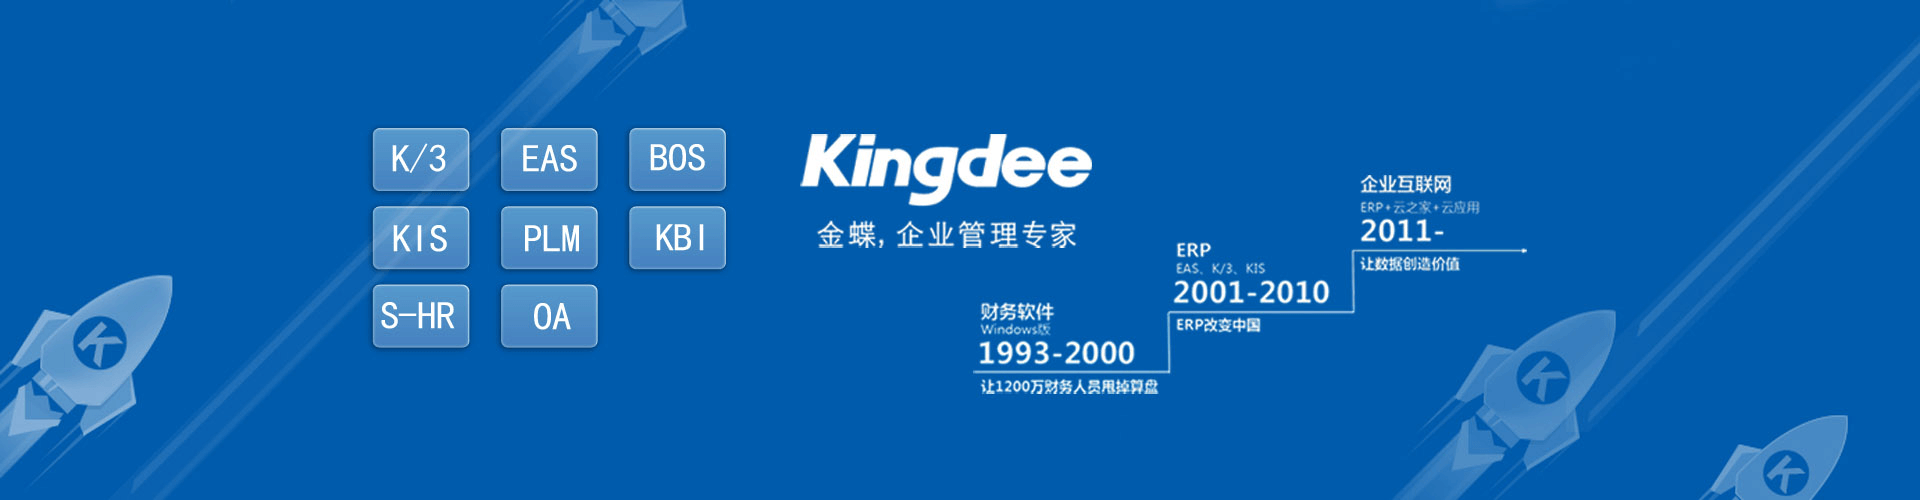 K/3
EAS
BOS
KIS
PLM
KBI
S-HR
OA
Kingdee
金蝶,企业管理专家
财务软件
Windows版
1993-2000
让1200万财务人员甩掉算盘
ERP
EAS、K/3、KIS
2001-2010
ERP改变中国
企业互联网
ERP+云之家+云应用
2011-
让数据创造价值